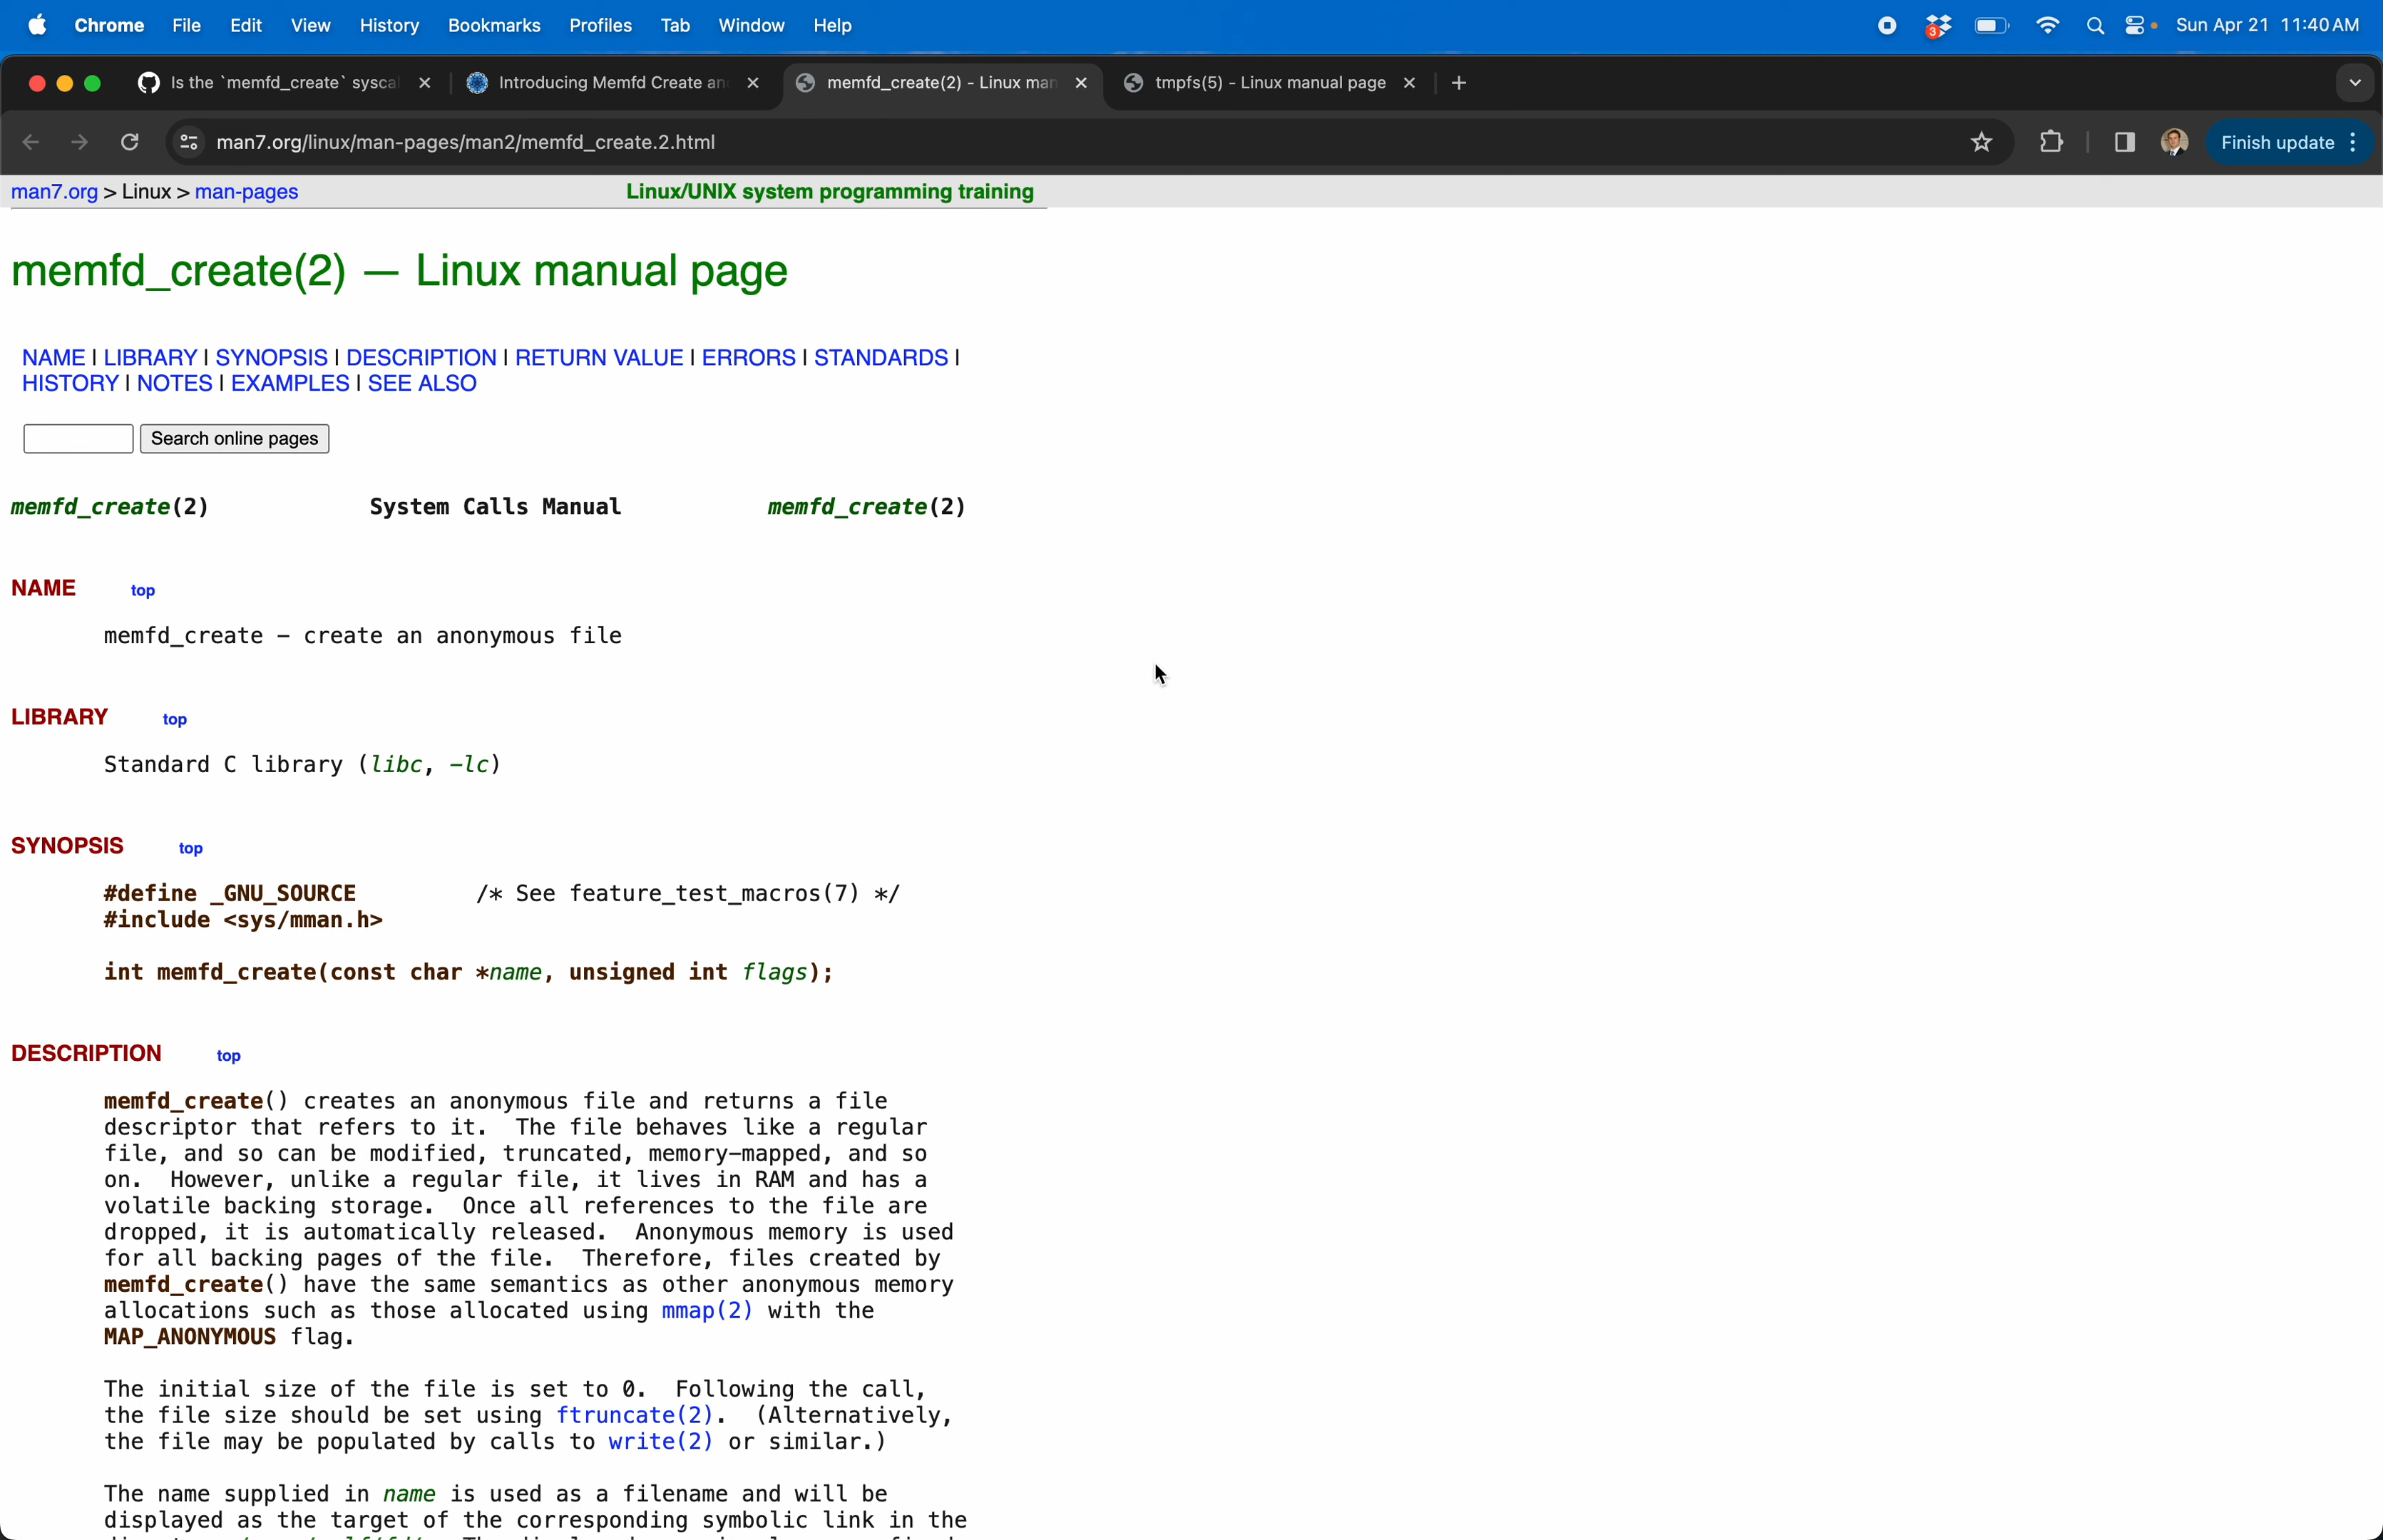 Chrome File Edit View History Bookmarks Profiles Tab Window Help 3 Sun Apr 21 11:40 AM
Is the `memfd_create` sysca Introducing Memfd Create an memfd_create(2) - Linux man tmpfs(5) - Linux manual page
man7.org/linux/man-pages/man2/memfd_create.2.html Finish update
man7.org > Linux > man-pages Linux/UNIX system programming training
memfd_create(2) — Linux manual page
NAME | LIBRARY | SYNOPSIS | DESCRIPTION | RETURN VALUE | ERRORS | STANDARDS |
HISTORY | NOTES | EXAMPLES | SEE ALSO
Search online pages
memfd_create(2) System Calls Manual memfd_create(2)
NAME top
memfd_create - create an anonymous file
LIBRARY top
Standard C library (libc, -lc)
SYNOPSIS top
#define _GNU_SOURCE /* See feature_test_macros(7) */
#include <sys/mman.h>
int memfd_create(const char *name, unsigned int flags);
DESCRIPTION top
memfd_create() creates an anonymous file and returns a file
descriptor that refers to it. The file behaves like a regular
file, and so can be modified, truncated, memory-mapped, and so
on. However, unlike a regular file, it lives in RAM and has a
volatile backing storage. Once all references to the file are
dropped, it is automatically released. Anonymous memory is used
for all backing pages of the file. Therefore, files created by
memfd_create() have the same semantics as other anonymous memory
allocations such as those allocated using mmap(2) with the
MAP_ANONYMOUS flag.
The initial size of the file is set to 0. Following the call,
the file size should be set using ftruncate(2). (Alternatively,
the file may be populated by calls to write(2) or similar.)
The name supplied in name is used as a filename and will be
displayed as the target of the corresponding symbolic link in the